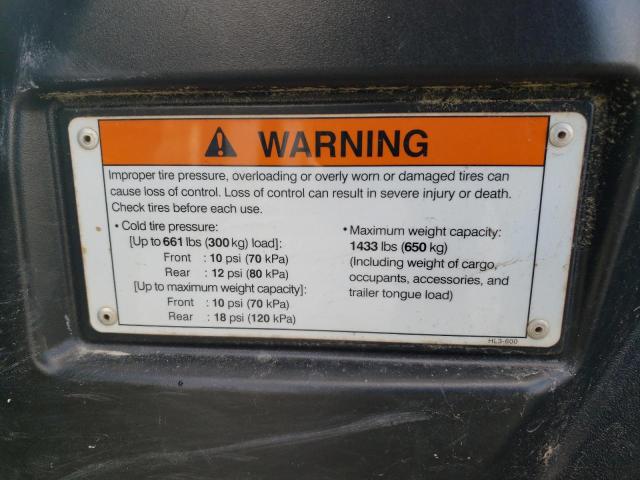 WARNING
Improper tire pressure, overloading or overly worn or damaged tires can
cause loss of control. Loss of control can result in severe injury or death.
Check tires before each use.
• Cold tire pressure:
[Up to 661 lbs (300 kg) load]:
Front : 10 psi (70 kPa)
Rear : 12 psi (80 kPa)
[Up to maximum weight capacity]:
Front : 10 psi (70 kPa)
Rear : 18 psi (120 kPa)
• Maximum weight capacity:
1433 lbs (650 kg)
(Including weight of cargo,
occupants, accessories, and
trailer tongue load)
HL3-600